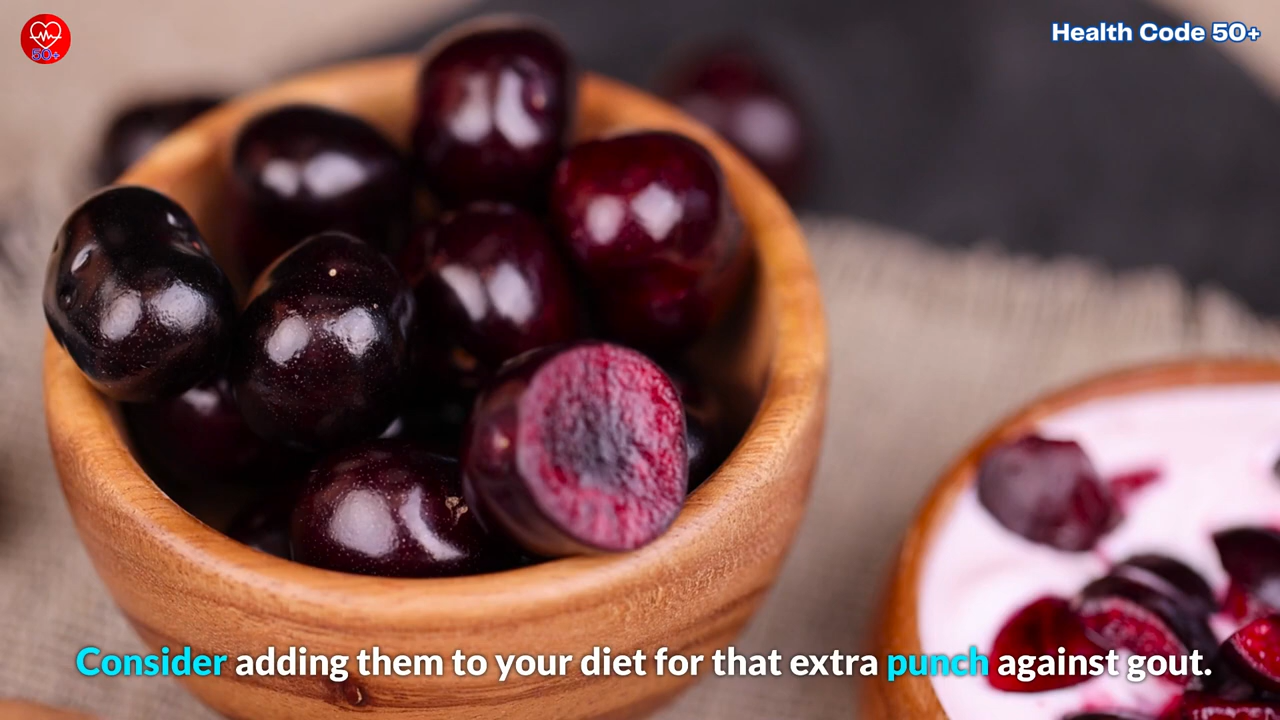 50+
Health Code 50+
Consider adding them to your diet for that extra punch against gout.